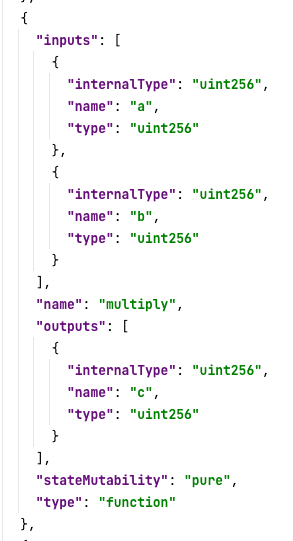 },
{
  "inputs": [
    {
      "internalType": "uint256",
      "name": "a",
      "type": "uint256"
    },
    {
      "internalType": "uint256",
      "name": "b",
      "type": "uint256"
    }
  ],
  "name": "multiply",
  "outputs": [
    {
      "internalType": "uint256",
      "name": "c",
      "type": "uint256"
    }
  ],
  "stateMutability": "pure",
  "type": "function"
},
{